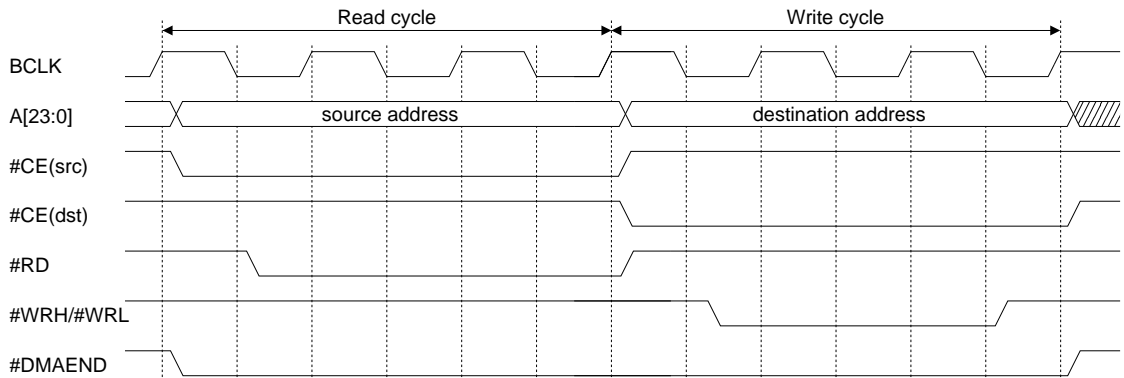 Read cycle Write cycle
BCLK
A[23:0] source address destination address
#CE(src)
#CE(dst)
#RD
#WRH/#WRL
#DMAEND